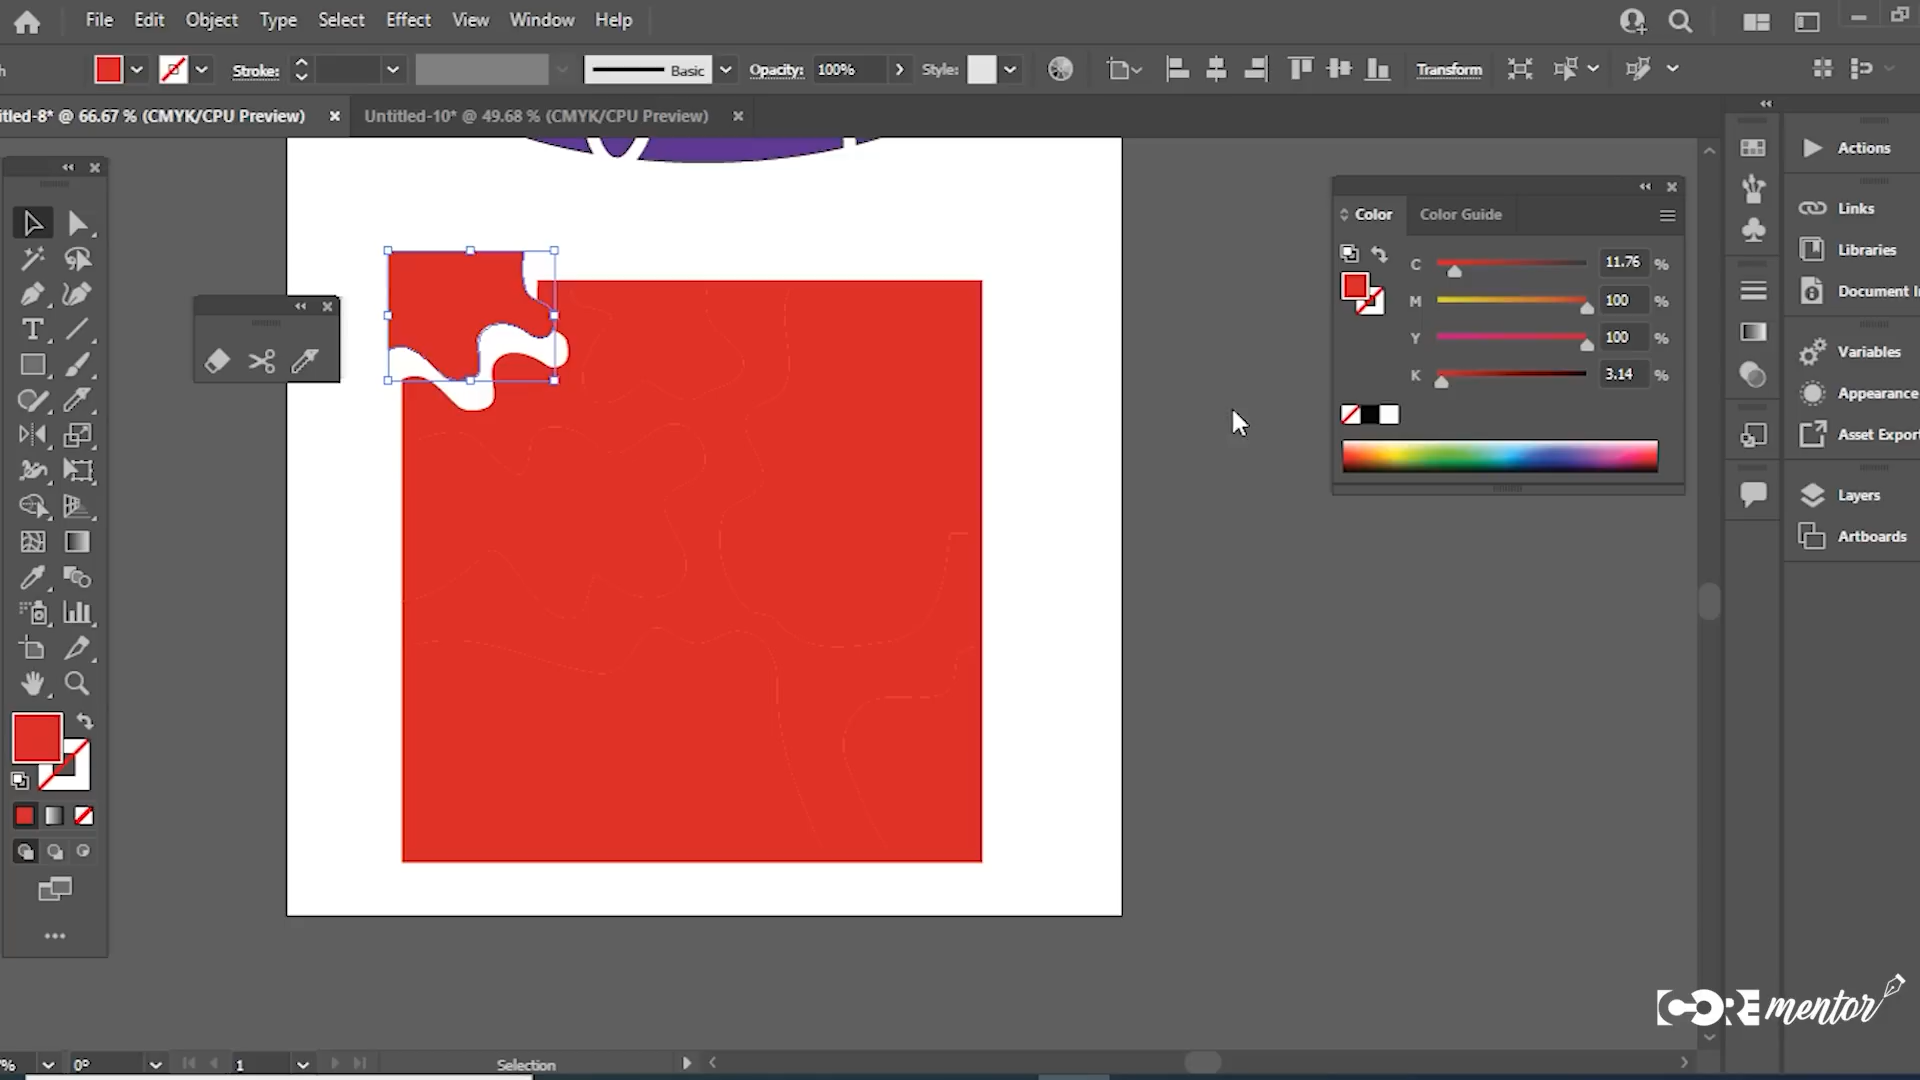 File Edit Object Type Select Effect View Window Help
h Stroke: Basic Opacity: 100% Style: Transform
itled-8* @ 66.67 % (CMYK/CPU Preview) × Untitled-10* @ 49.68 % (CMYK/CPU Preview) ×
Actions
Links
Libraries
Document I
Variables
Appearance
Asset Export
Layers
Artboards
Color Color Guide
C 11.76 %
M 100 %
Y 100 %
K 3.14 %
CORE mentor
% 0° 1 Selection